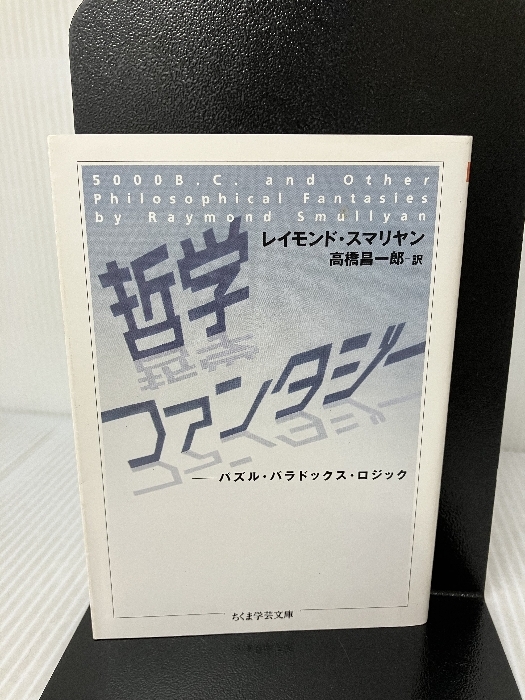 5000B.C. and Other
Philosophical Fantasies
by Raymond Smullyan
レイモンド・スマリヤン
高橋昌一郎 訳
哲学
ファンタジー
── パズル・パラドックス・ロジック
ちくま学芸文庫